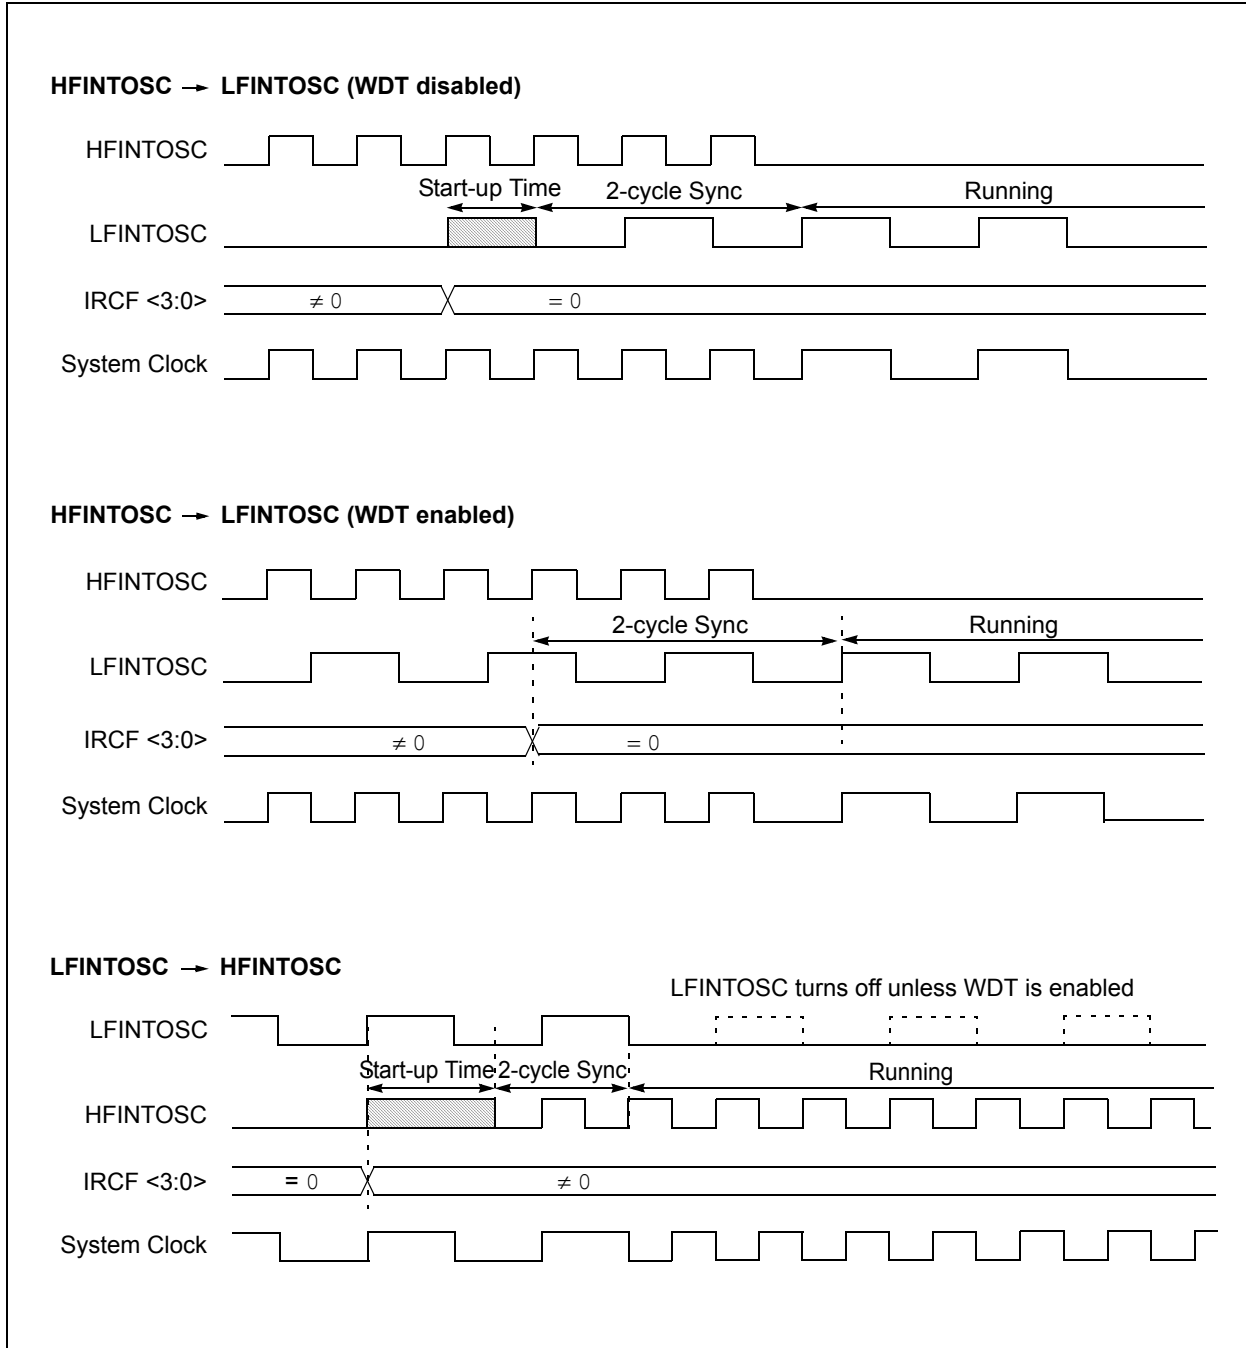 HFINTOSC → LFINTOSC (WDT disabled)
HFINTOSC
Start-up Time 2-cycle Sync Running
LFINTOSC
IRCF <3:0> ≠ 0 = 0
System Clock
HFINTOSC → LFINTOSC (WDT enabled)
HFINTOSC
2-cycle Sync Running
LFINTOSC
IRCF <3:0> ≠ 0 = 0
System Clock
LFINTOSC → HFINTOSC
LFINTOSC turns off unless WDT is enabled
LFINTOSC
Start-up Time 2-cycle Sync Running
HFINTOSC
IRCF <3:0> = 0 ≠ 0
System Clock